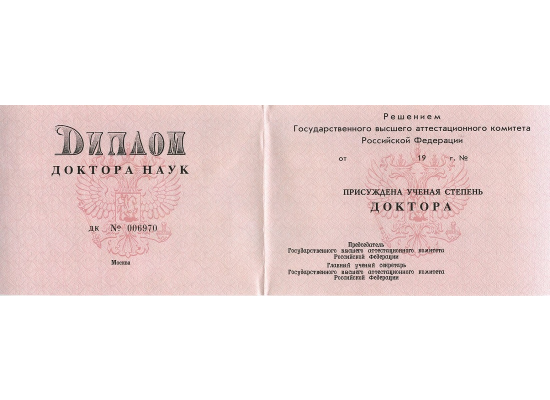 Диплом
ДОКТОРА НАУК
ДК № 006970
Москва
Решением
Государственного высшего аттестационного комитета
Российской Федерации
от 19 г. №
ПРИСУЖДЕНА УЧЕНАЯ СТЕПЕНЬ
ДОКТОРА
Председатель
Государственного высшего аттестационного комитета
Российской Федерации
Главный ученый секретарь
Государственного высшего аттестационного комитета
Российской Федерации